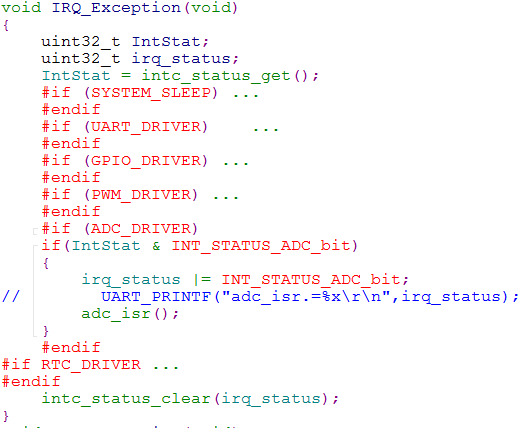 void IRQ_Exception(void)
{
    uint32_t IntStat;
    uint32_t irq_status;
    IntStat = intc_status_get();
    #if (SYSTEM_SLEEP) ...
    #endif
    #if (UART_DRIVER)    ...
    #endif
    #if (GPIO_DRIVER) ...
    #endif
    #if (PWM_DRIVER) ...
    #endif
    #if (ADC_DRIVER)
    if(IntStat & INT_STATUS_ADC_bit)
    {
        irq_status |= INT_STATUS_ADC_bit;
//        UART_PRINTF("adc_isr.=%x\r\n",irq_status);
        adc_isr();
    }
    #endif
#if RTC_DRIVER ...
#endif
    intc_status_clear(irq_status);
}